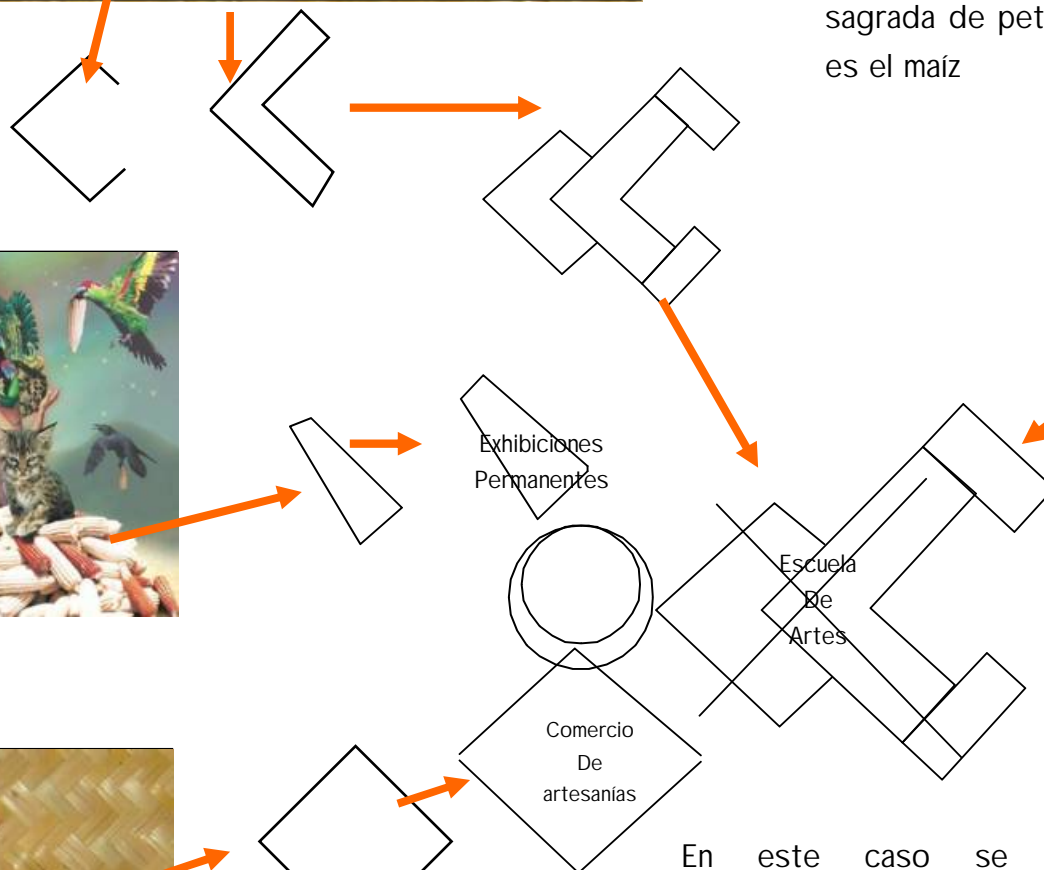 sagrada de pet
es el maíz
Exhibiciones
Permanentes
Escuela
De
Artes
Comercio
De
artesanías
En este caso se